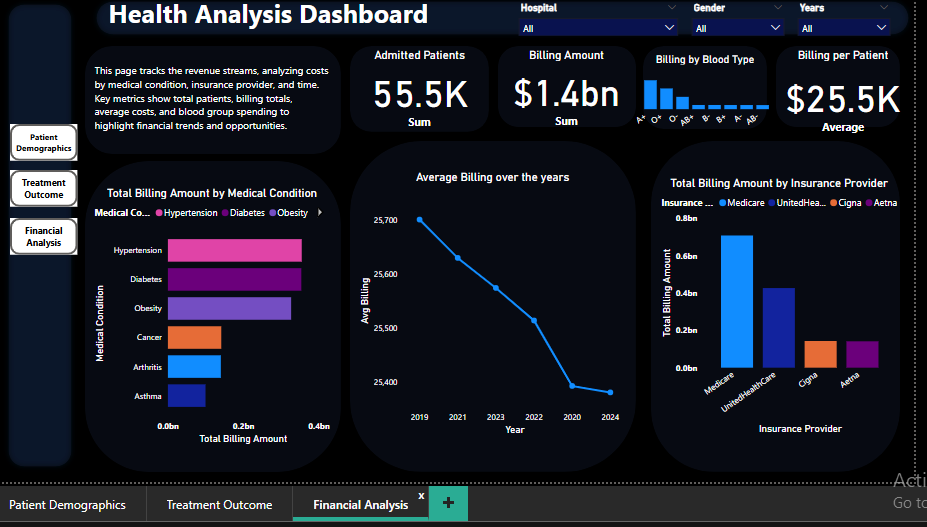 Health Analysis Dashboard
Hospital
All
Gender
All
Years
All
Patient
Demographics
Treatment
Outcome
Financial
Analysis
This page tracks the revenue streams, analyzing costs
by medical condition, insurance provider, and time.
Key metrics show total patients, billing totals,
average costs, and blood group spending to
highlight financial trends and opportunities.
Admitted Patients
55.5K
Sum
Billing Amount
$1.4bn
Sum
Billing by Blood Type
A+ O+ O- AB+ B- B+ A- AB-
Billing per Patient
$25.5K
Average
Total Billing Amount by Medical Condition
Medical Co... Hypertension Diabetes Obesity
Medical Condition
Hypertension
Diabetes
Obesity
Cancer
Arthritis
Asthma
0.0bn 0.2bn 0.4bn
Total Billing Amount
Average Billing over the years
Avg Billing
25,700
25,600
25,500
25,400
2019 2021 2023 2022 2020 2024
Year
Total Billing Amount by Insurance Provider
Insurance ... Medicare UnitedHea... Cigna Aetna
Total Billing Amount
0.8bn
0.6bn
0.4bn
0.2bn
0.0bn
Medicare UnitedHealthCare Cigna Aetna
Insurance Provider
Acti
Go to
Patient Demographics Treatment Outcome Financial Analysis x +